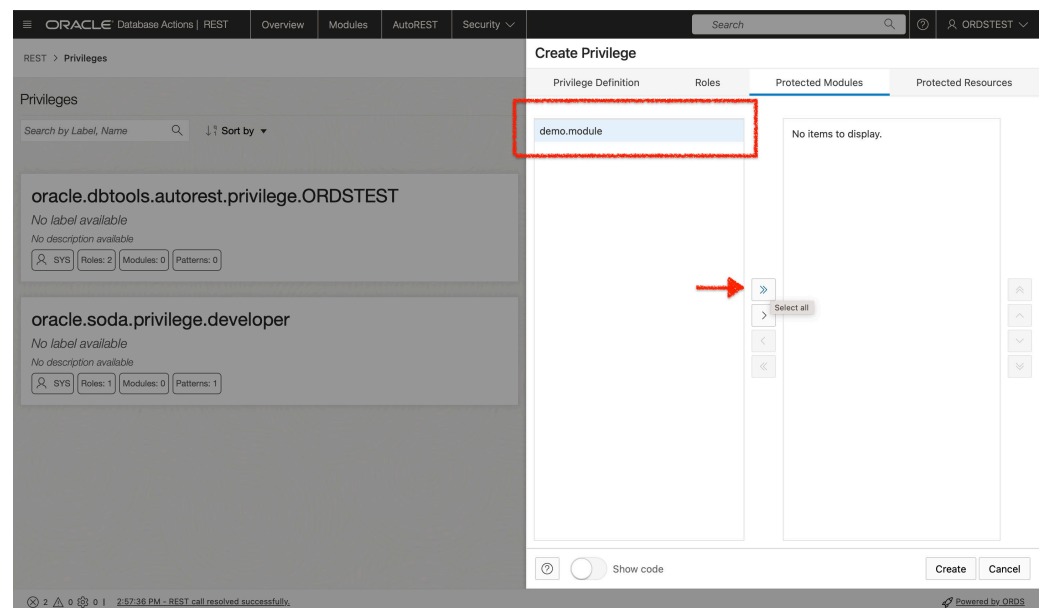 ORACLE Database Actions | REST
Overview
Modules
AutoREST
Security
Search
ORDSTEST
REST > Privileges
Privileges
Search by Label, Name
Sort by
oracle.dbtools.autorest.privilege.ORDSTEST
No label available
No description available
SYS Roles: 2 Modules: 0 Patterns: 0
oracle.soda.privilege.developer
No label available
No description available
SYS Roles: 1 Modules: 0 Patterns: 1
Create Privilege
Privilege Definition
Roles
Protected Modules
Protected Resources
demo.module
No items to display.
Select all
Show code
Create
Cancel
2 0 0 | 2:57:36 PM - REST call resolved successfully.
Powered by ORDS